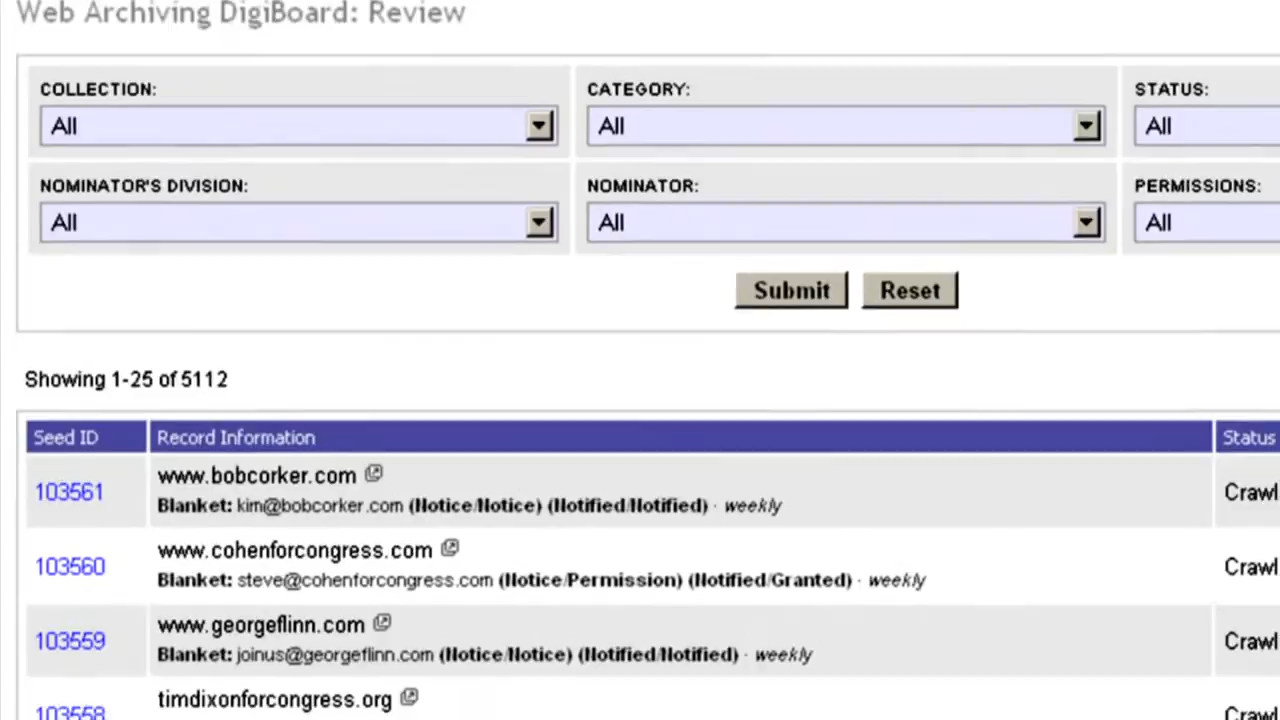 Web Archiving DigiBoard: Review
COLLECTION: CATEGORY: STATUS:
All All All
NOMINATOR'S DIVISION: NOMINATOR: PERMISSIONS:
All All All
Submit Reset
Showing 1-25 of 5112
Seed ID Record Information Status
www.bobcorker.com
103561 Crawl
Blanket: kim@bobcorker.com (Notice/Notice) (Notified/Notified) · weekly
www.cohenforcongress.com
103560 Crawl
Blanket: steve@cohenforcongress.com (Notice/Permission) (Notified/Granted) · weekly
www.georgeflinn.com
103559 Crawl
Blanket: joinus@georgeflinn.com (Notice/Notice) (Notified/Notified) · weekly
timdixonforcongress.org
103558 Crawl